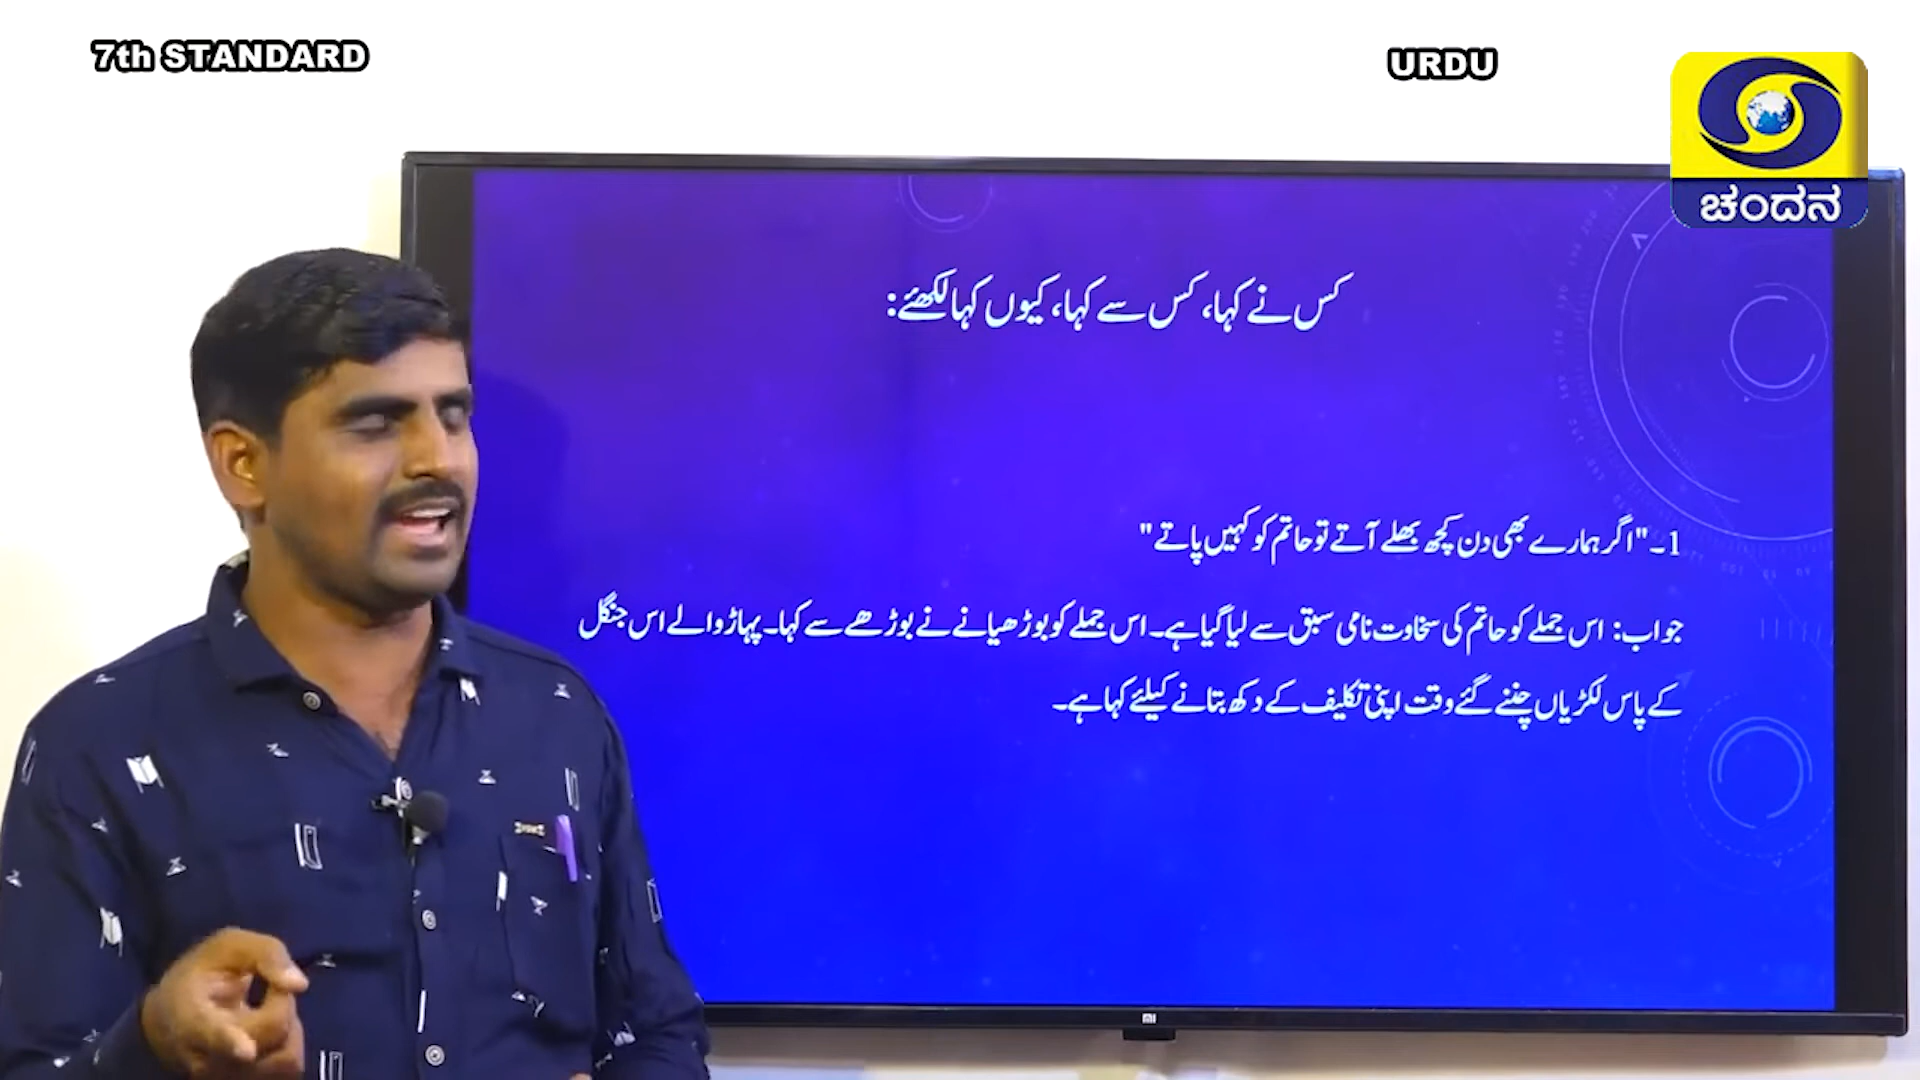 7th STANDARD
URDU
ಚಂದನ
کس نے کہا، کس سے کہا، کیوں کہا لکھئے:
1۔ "اگر ہمارے بھی دن کچھ بھلے آتے تو حاتم کو کہیں پاتے"
جواب: اس جملے کو حاتم کی سخاوت نامی سبق سے لیا گیا ہے۔ اس جملے کو بوڑھیانے نے بوڑھے سے کہا۔ پہاڑ والے اس جنگل
کے پاس لکڑیاں چننے گئے وقت اپنی تکلیف کے دکھ بتانے کیلئے کہا ہے۔
mi